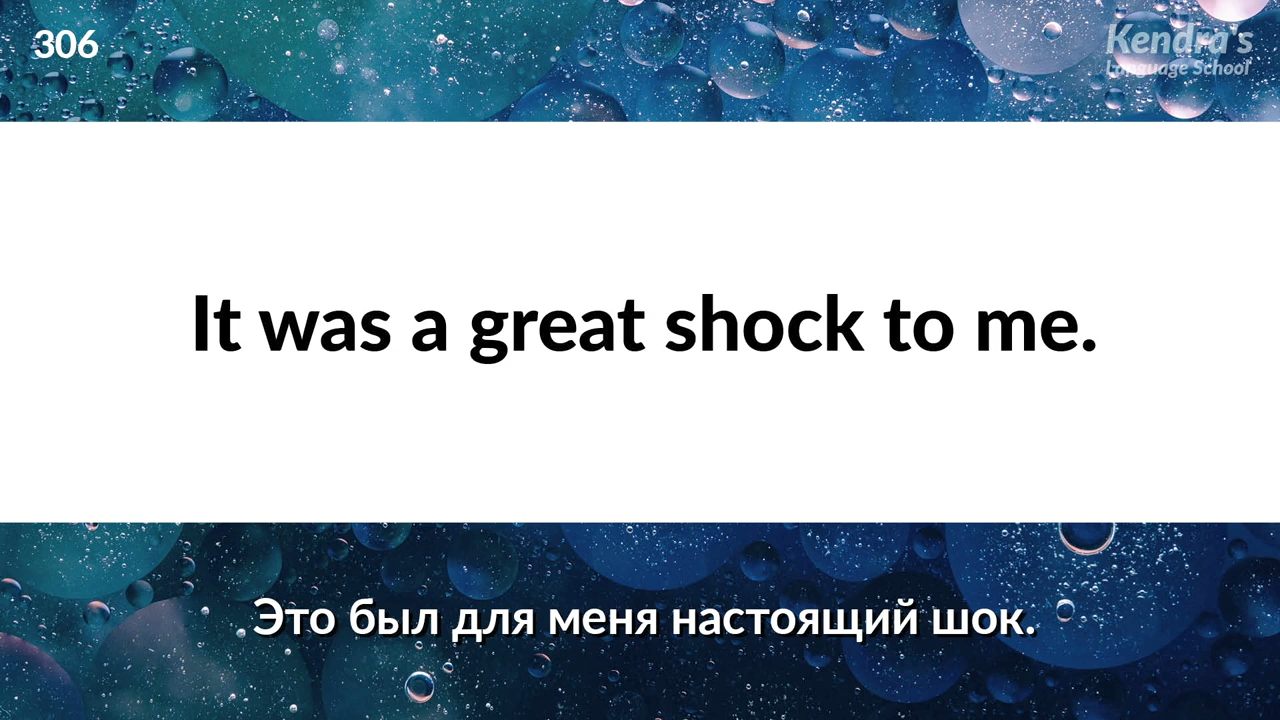 306
Kendra's
Language School
It was a great shock to me.
Это был для меня настоящий шок.